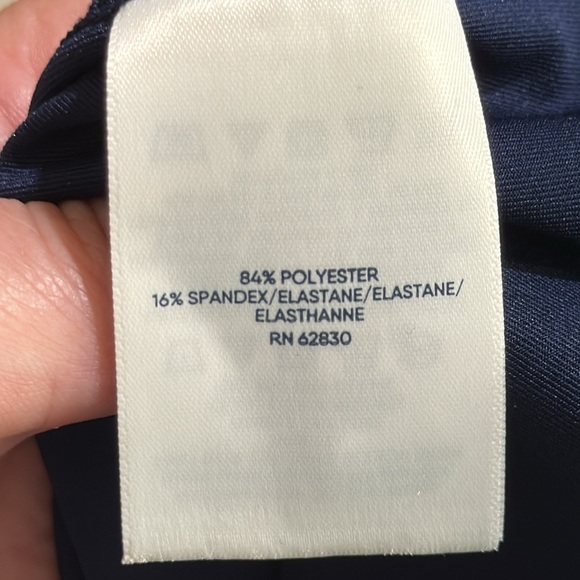 84% POLYESTER
16% SPANDEX/ELASTANE/ELASTANE/
ELASTHANNE
RN 62830